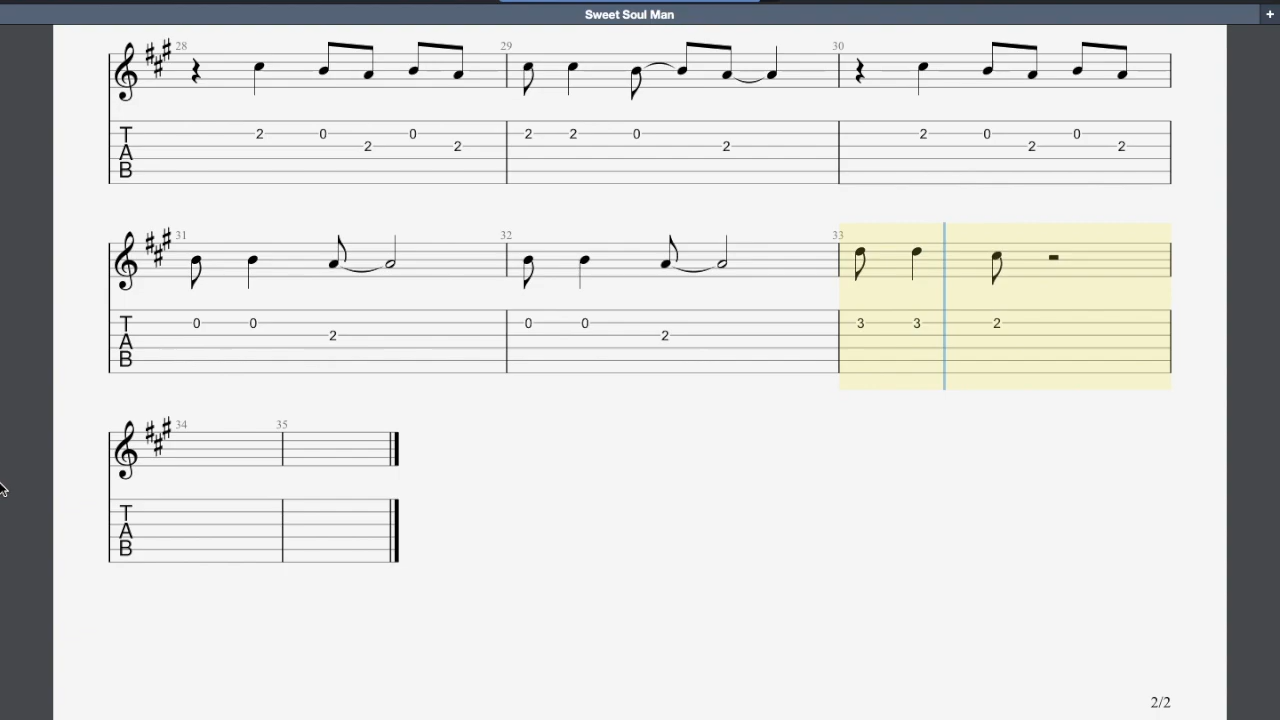 Sweet Soul Man +
28 29 30
T 2 0 2 0 2 2 2 0 2 2 0 2 0 2
A
B
31 32 33
T 0 0 2 0 0 2 3 3 2
A
B
34 35
T
A
B
2/2